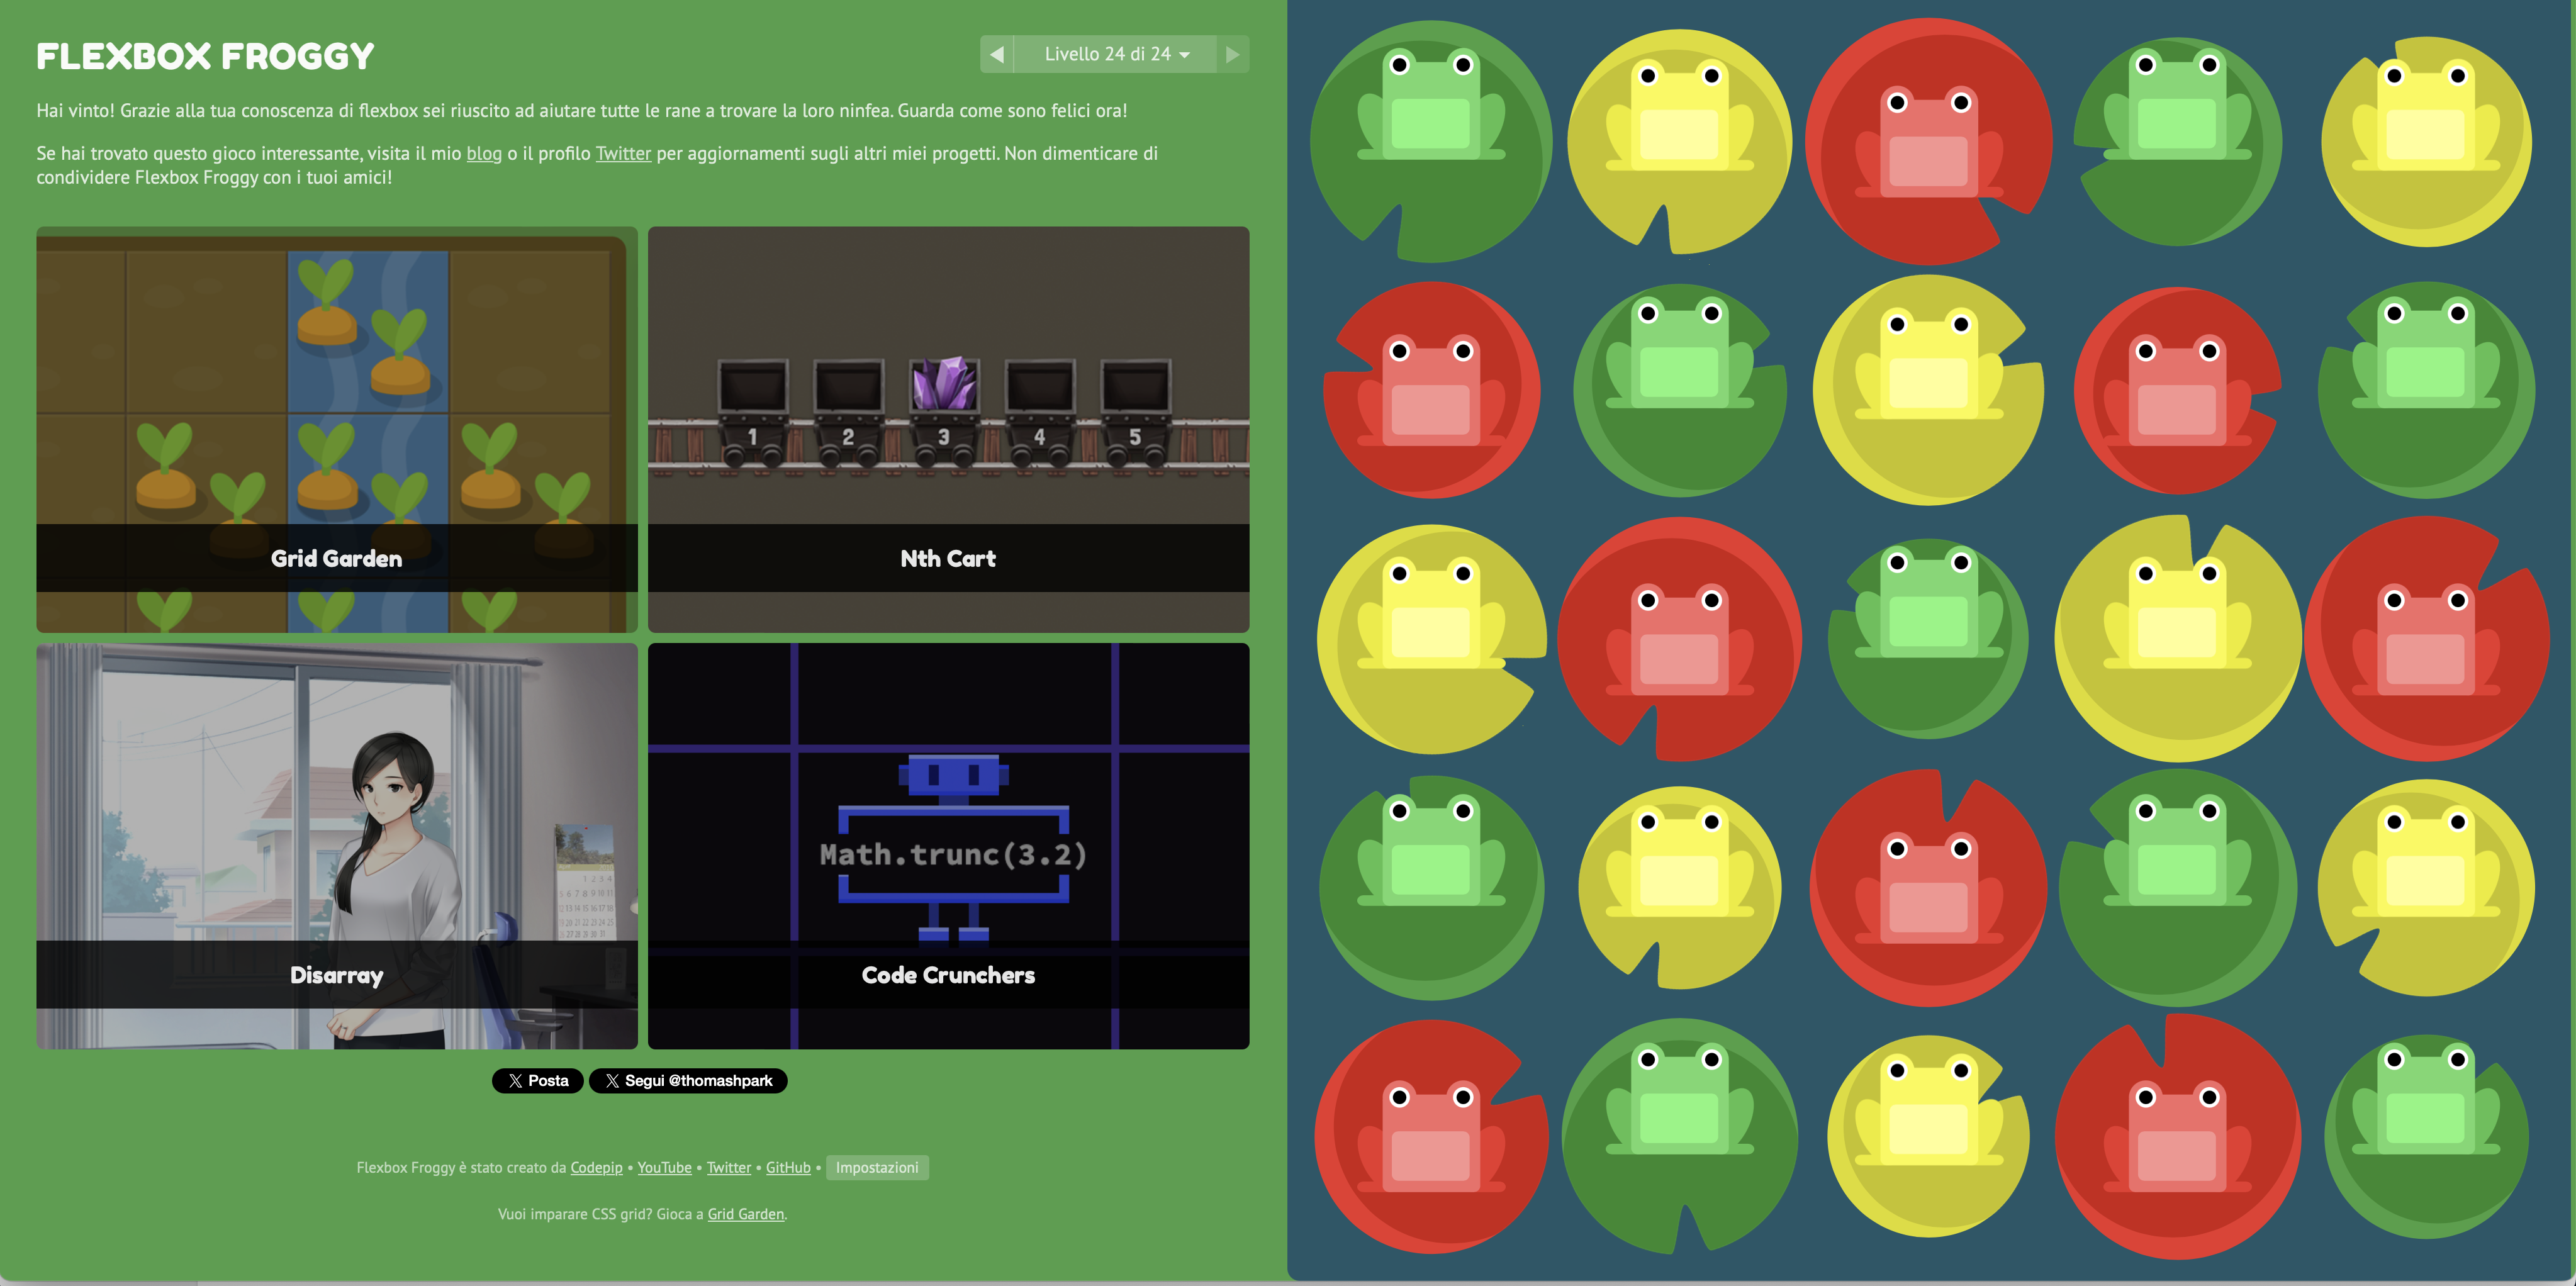 FLEXBOX FROGGY
Livello 24 di 24
Hai vinto! Grazie alla tua conoscenza di flexbox sei riuscito ad aiutare tutte le rane a trovare la loro ninfea. Guarda come sono felici ora!
Se hai trovato questo gioco interessante, visita il mio blog o il profilo Twitter per aggiornamenti sugli altri miei progetti. Non dimenticare di
condividere Flexbox Froggy con i tuoi amici!
1 2 3 4 5
Grid Garden
Nth Cart
Math.trunc(3.2)
Disarray
Code Crunchers
Posta
Segui @thomashpark
Flexbox Froggy è stato creato da Codepip • YouTube • Twitter • GitHub • Impostazioni
Vuoi imparare CSS grid? Gioca a Grid Garden.